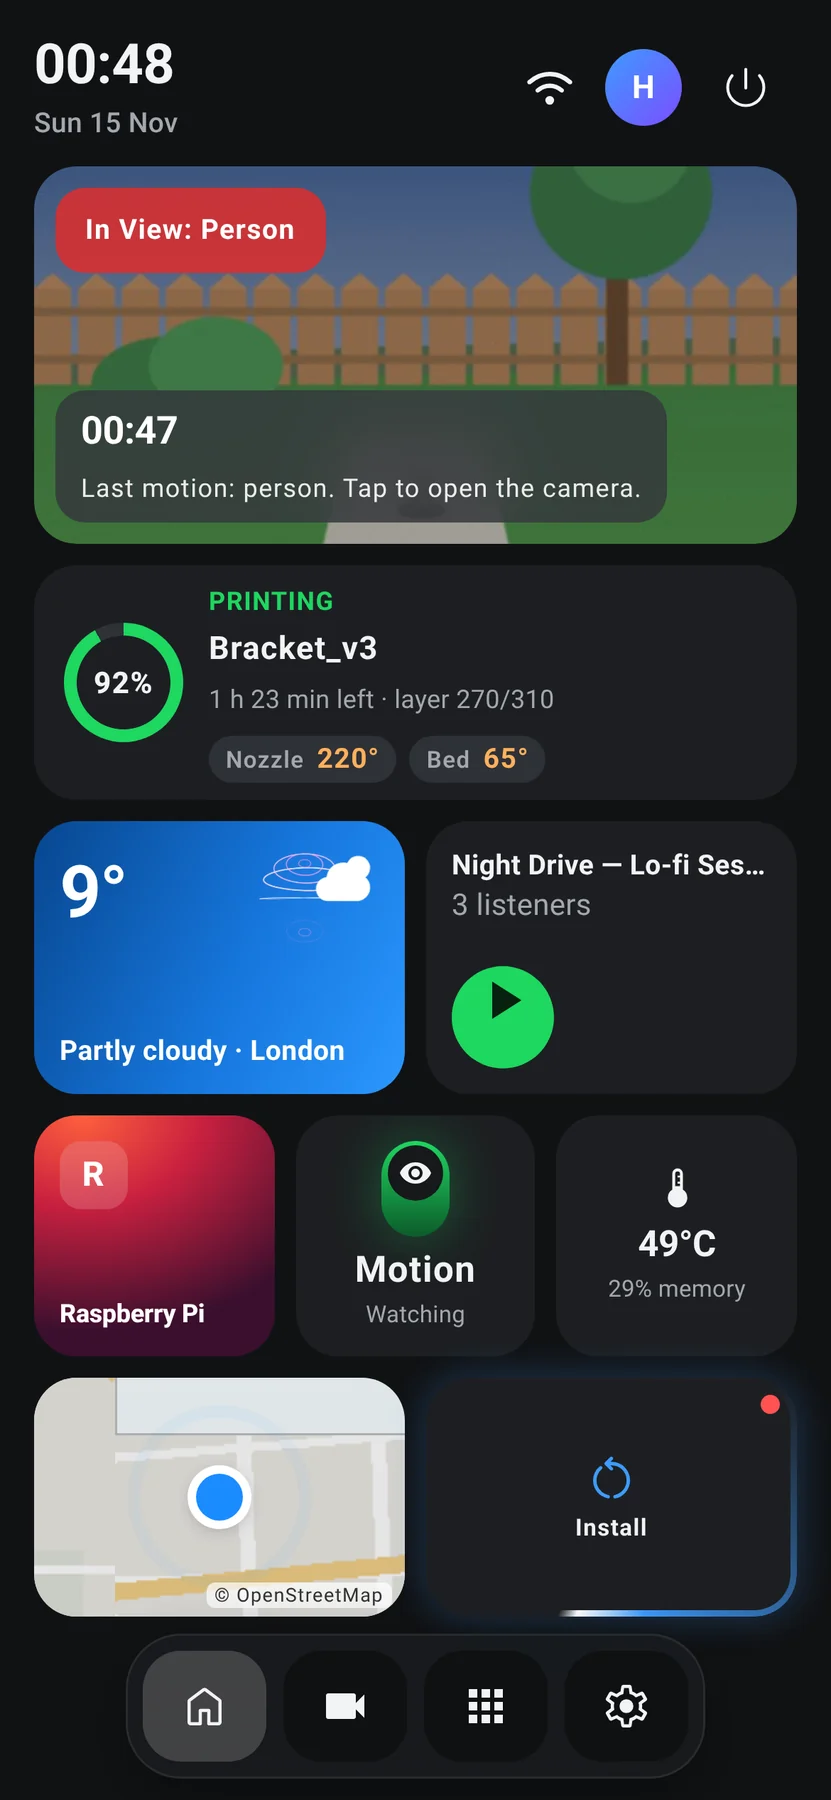 00:48
Sun 15 Nov
H
In View: Person
00:47
Last motion: person. Tap to open the camera.
PRINTING
92%
Bracket_v3
1 h 23 min left · layer 270/310
Nozzle 220° Bed 65°
9°
Partly cloudy · London
Night Drive — Lo-fi Ses…
3 listeners
R
Raspberry Pi
Motion
Watching
49°C
29% memory
© OpenStreetMap
Install